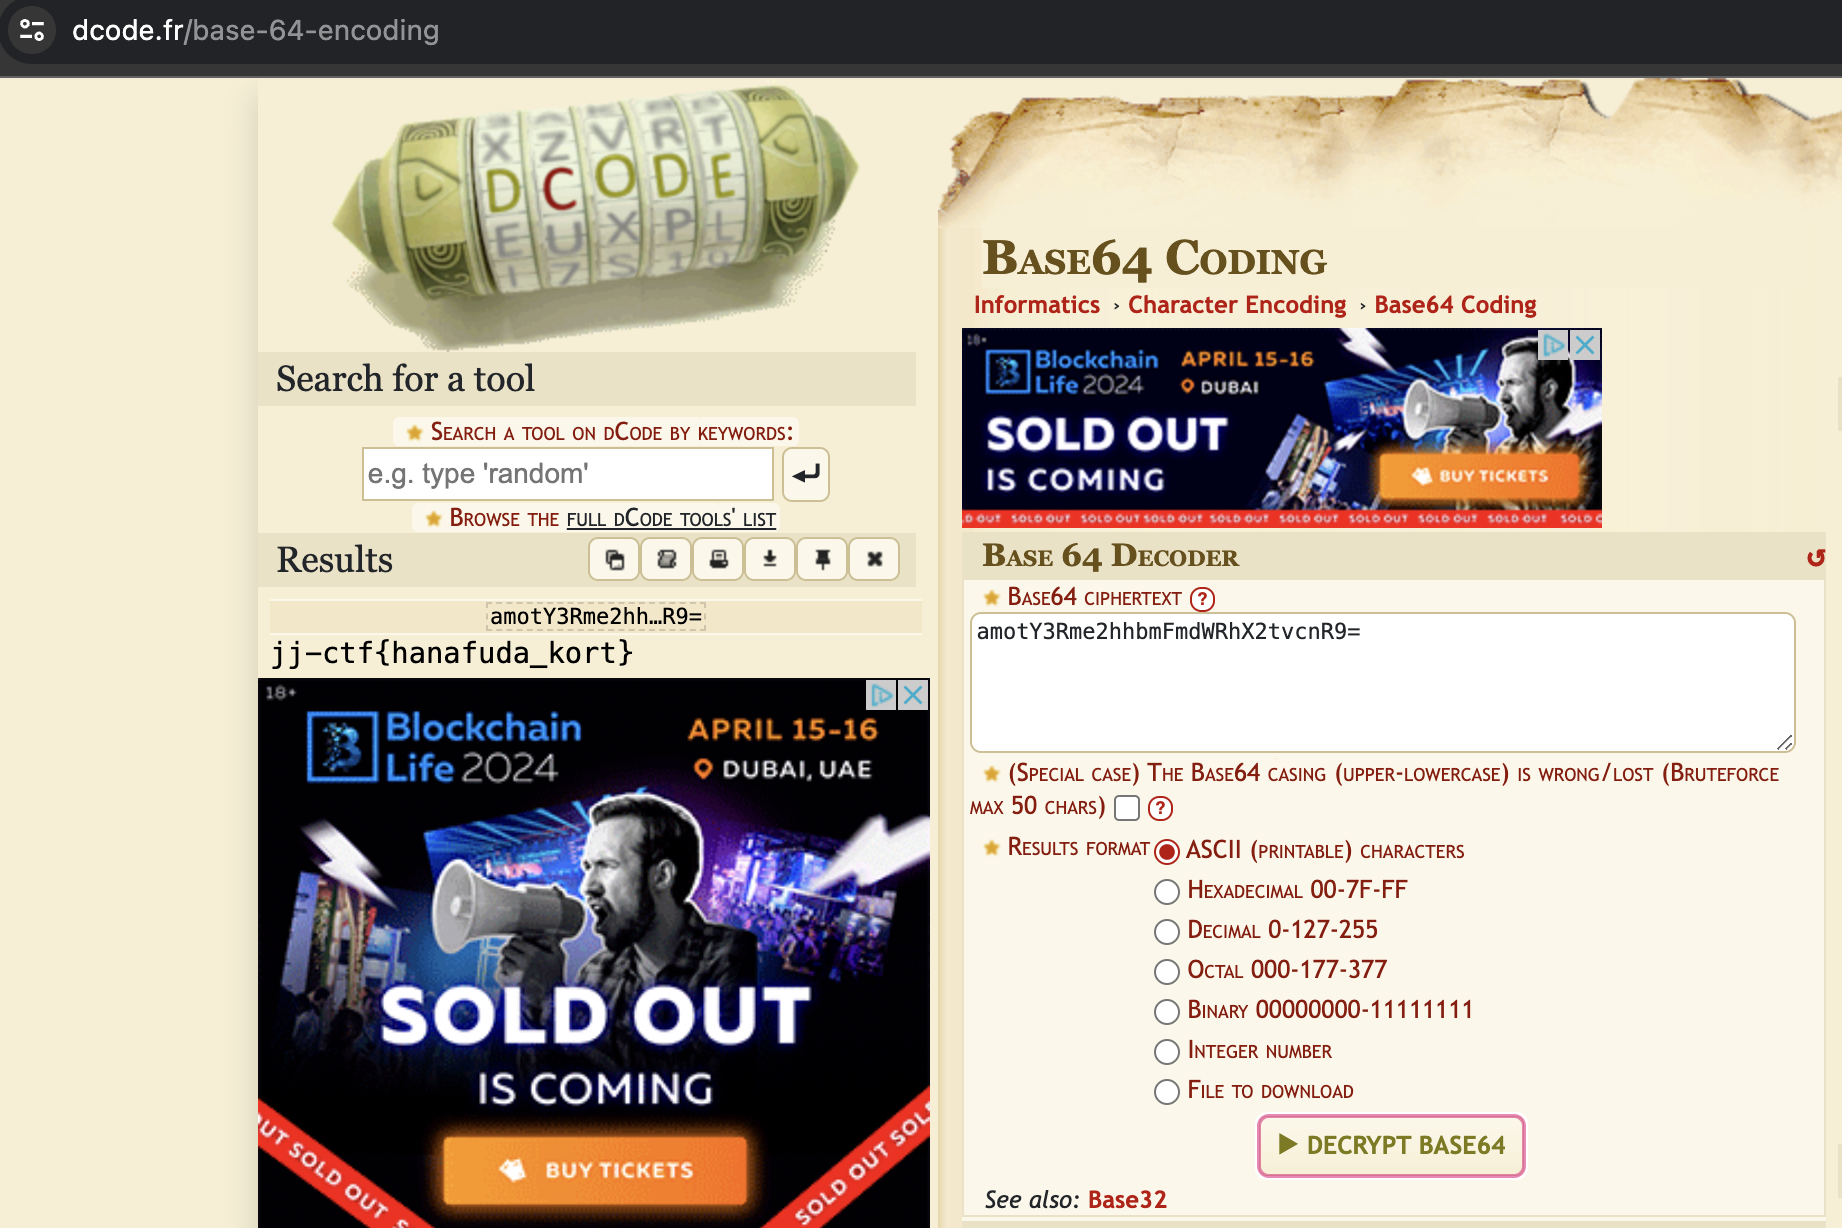 dcode.fr/base-64-encoding
X Z V R T
D C O D E
E U X P L
I 7 S 1 0
Search for a tool
Search a tool on dCode by keywords:
e.g. type 'random'
Browse the full dCode tools' list
Results
amotY3Rme2hh…R9=
jj-ctf{hanafuda_kort}
18+
Blockchain
Life 2024
APRIL 15-16
DUBAI, UAE
SOLD OUT
IS COMING
BUY TICKETS
OUT SOLD OUT S
SOLD OUT SOL
Base64 Coding
Informatics › Character Encoding › Base64 Coding
18+
Blockchain
Life 2024
APRIL 15-16
DUBAI
SOLD OUT
IS COMING
BUY TICKETS
D OUT SOLD OUT SOLD OUT SOLD OUT SOLD OUT SOLD OUT SOLD OUT SOLD OUT SOLD O
Base 64 Decoder
Base64 ciphertext ?
amotY3Rme2hhbmFmdWRhX2tvcnR9=
(Special case) The Base64 casing (upper-lowercase) is wrong/lost (Bruteforce
max 50 chars) ?
Results format ASCII (printable) characters
Hexadecimal 00-7F-FF
Decimal 0-127-255
Octal 000-177-377
Binary 00000000-11111111
Integer number
File to download
▶ DECRYPT BASE64
See also: Base32